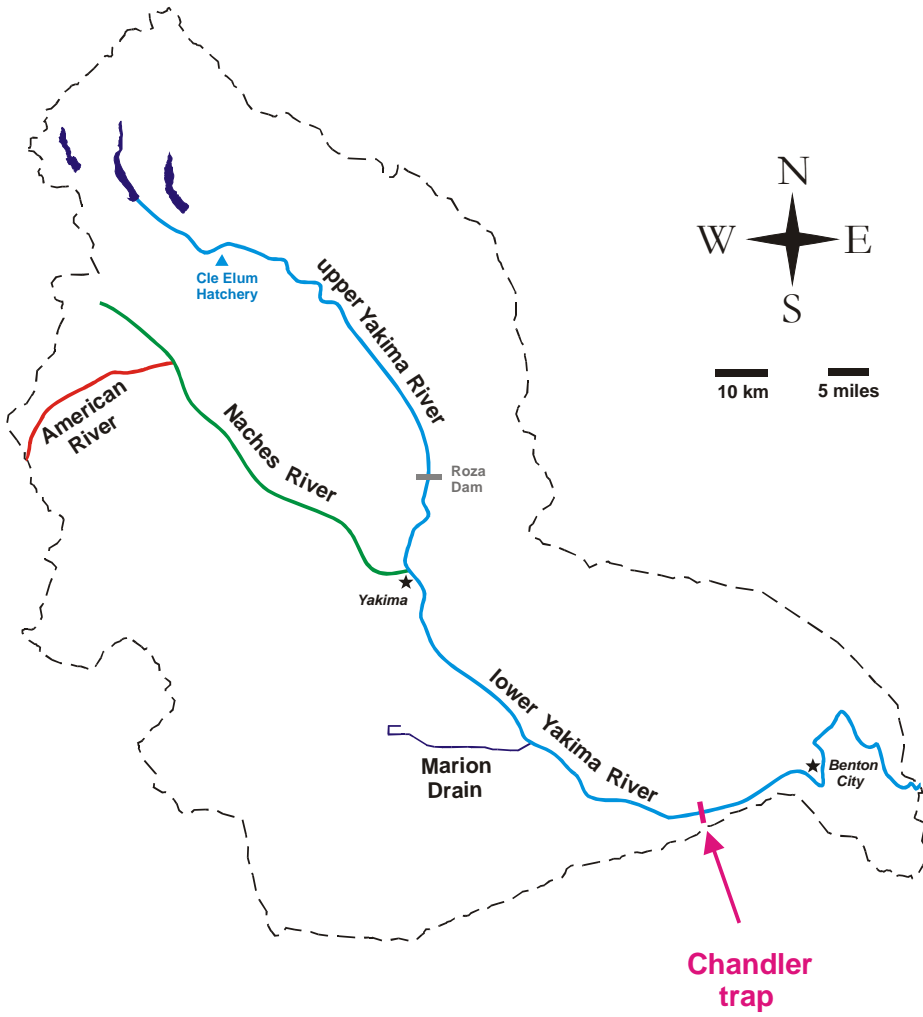 N
W E
S
10 km 5 miles
Cle Elum
Hatchery
upper Yakima River
American
River
Naches River
Roza
Dam
Yakima
lower Yakima River
Marion
Drain
Benton
City
Chandler
trap